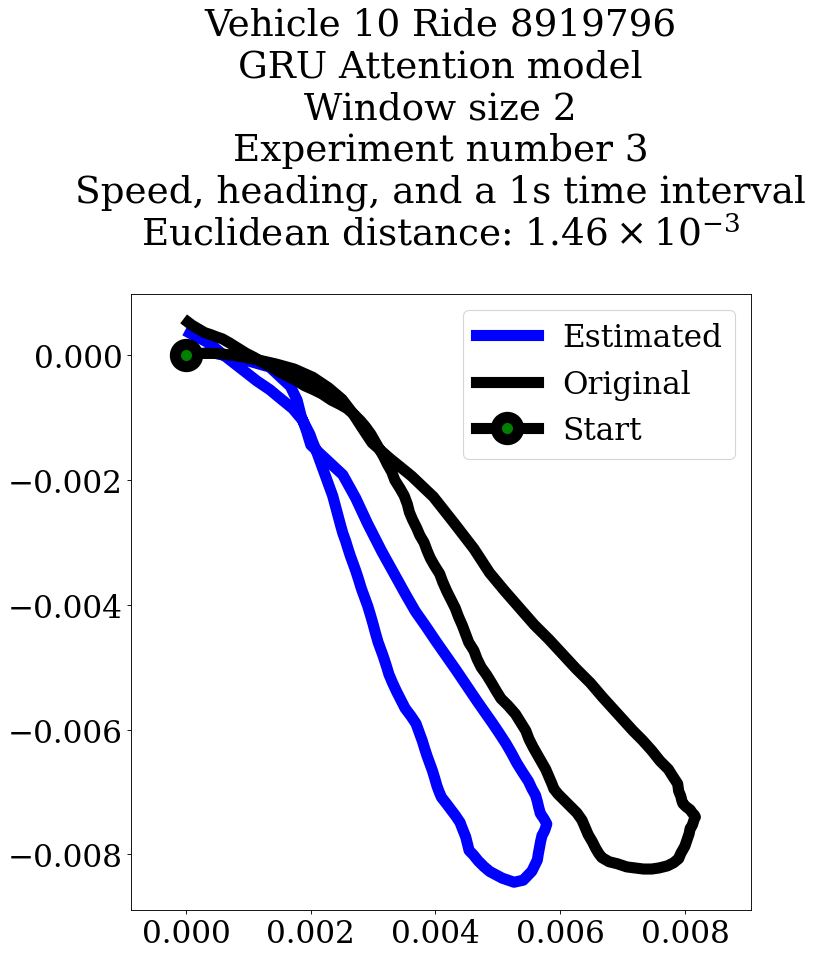 Vehicle 10 Ride 8919796
GRU Attention model
Window size 2
Experiment number 3
Speed, heading, and a 1s time interval
Euclidean distance: 1.46 × 10⁻³
Estimated
Original
Start
0.000
−0.002
−0.004
−0.006
−0.008
0.000 0.002 0.004 0.006 0.008